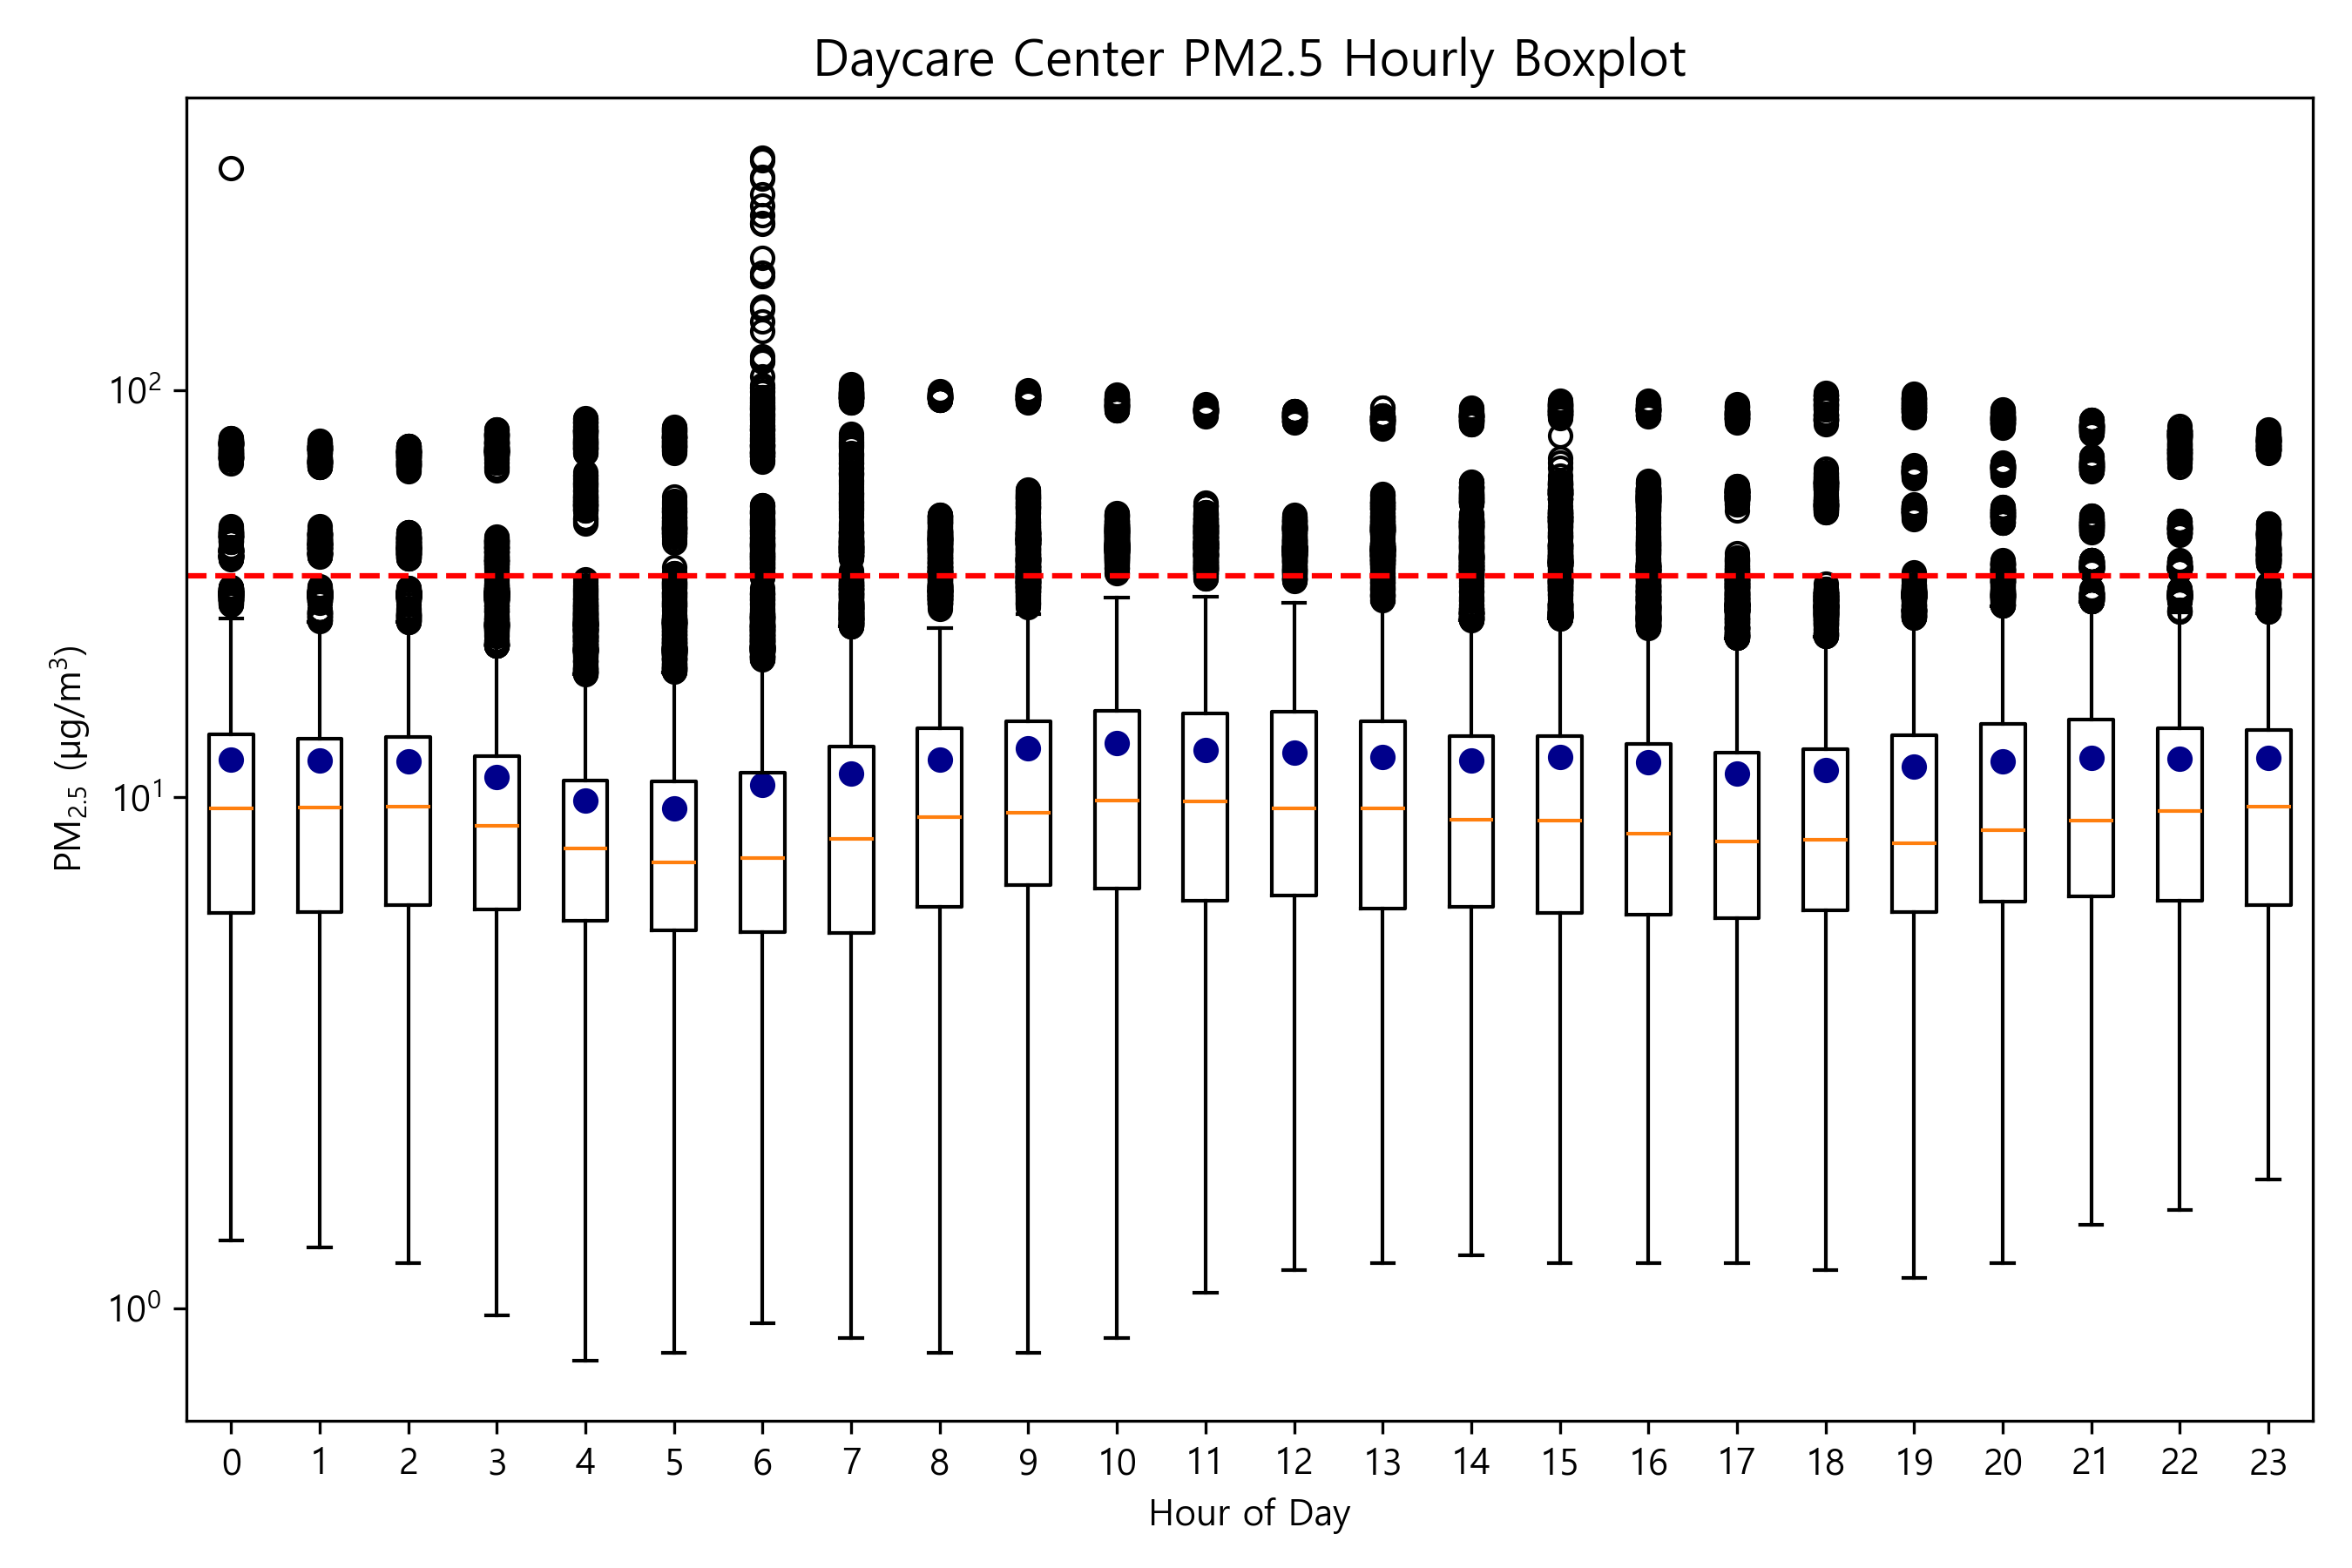 Daycare Center PM2.5 Hourly Boxplot
PM₂.₅ (µg/m³)
10²
10¹
10⁰
0 1 2 3 4 5 6 7 8 9 10 11 12 13 14 15 16 17 18 19 20 21 22 23
Hour of Day